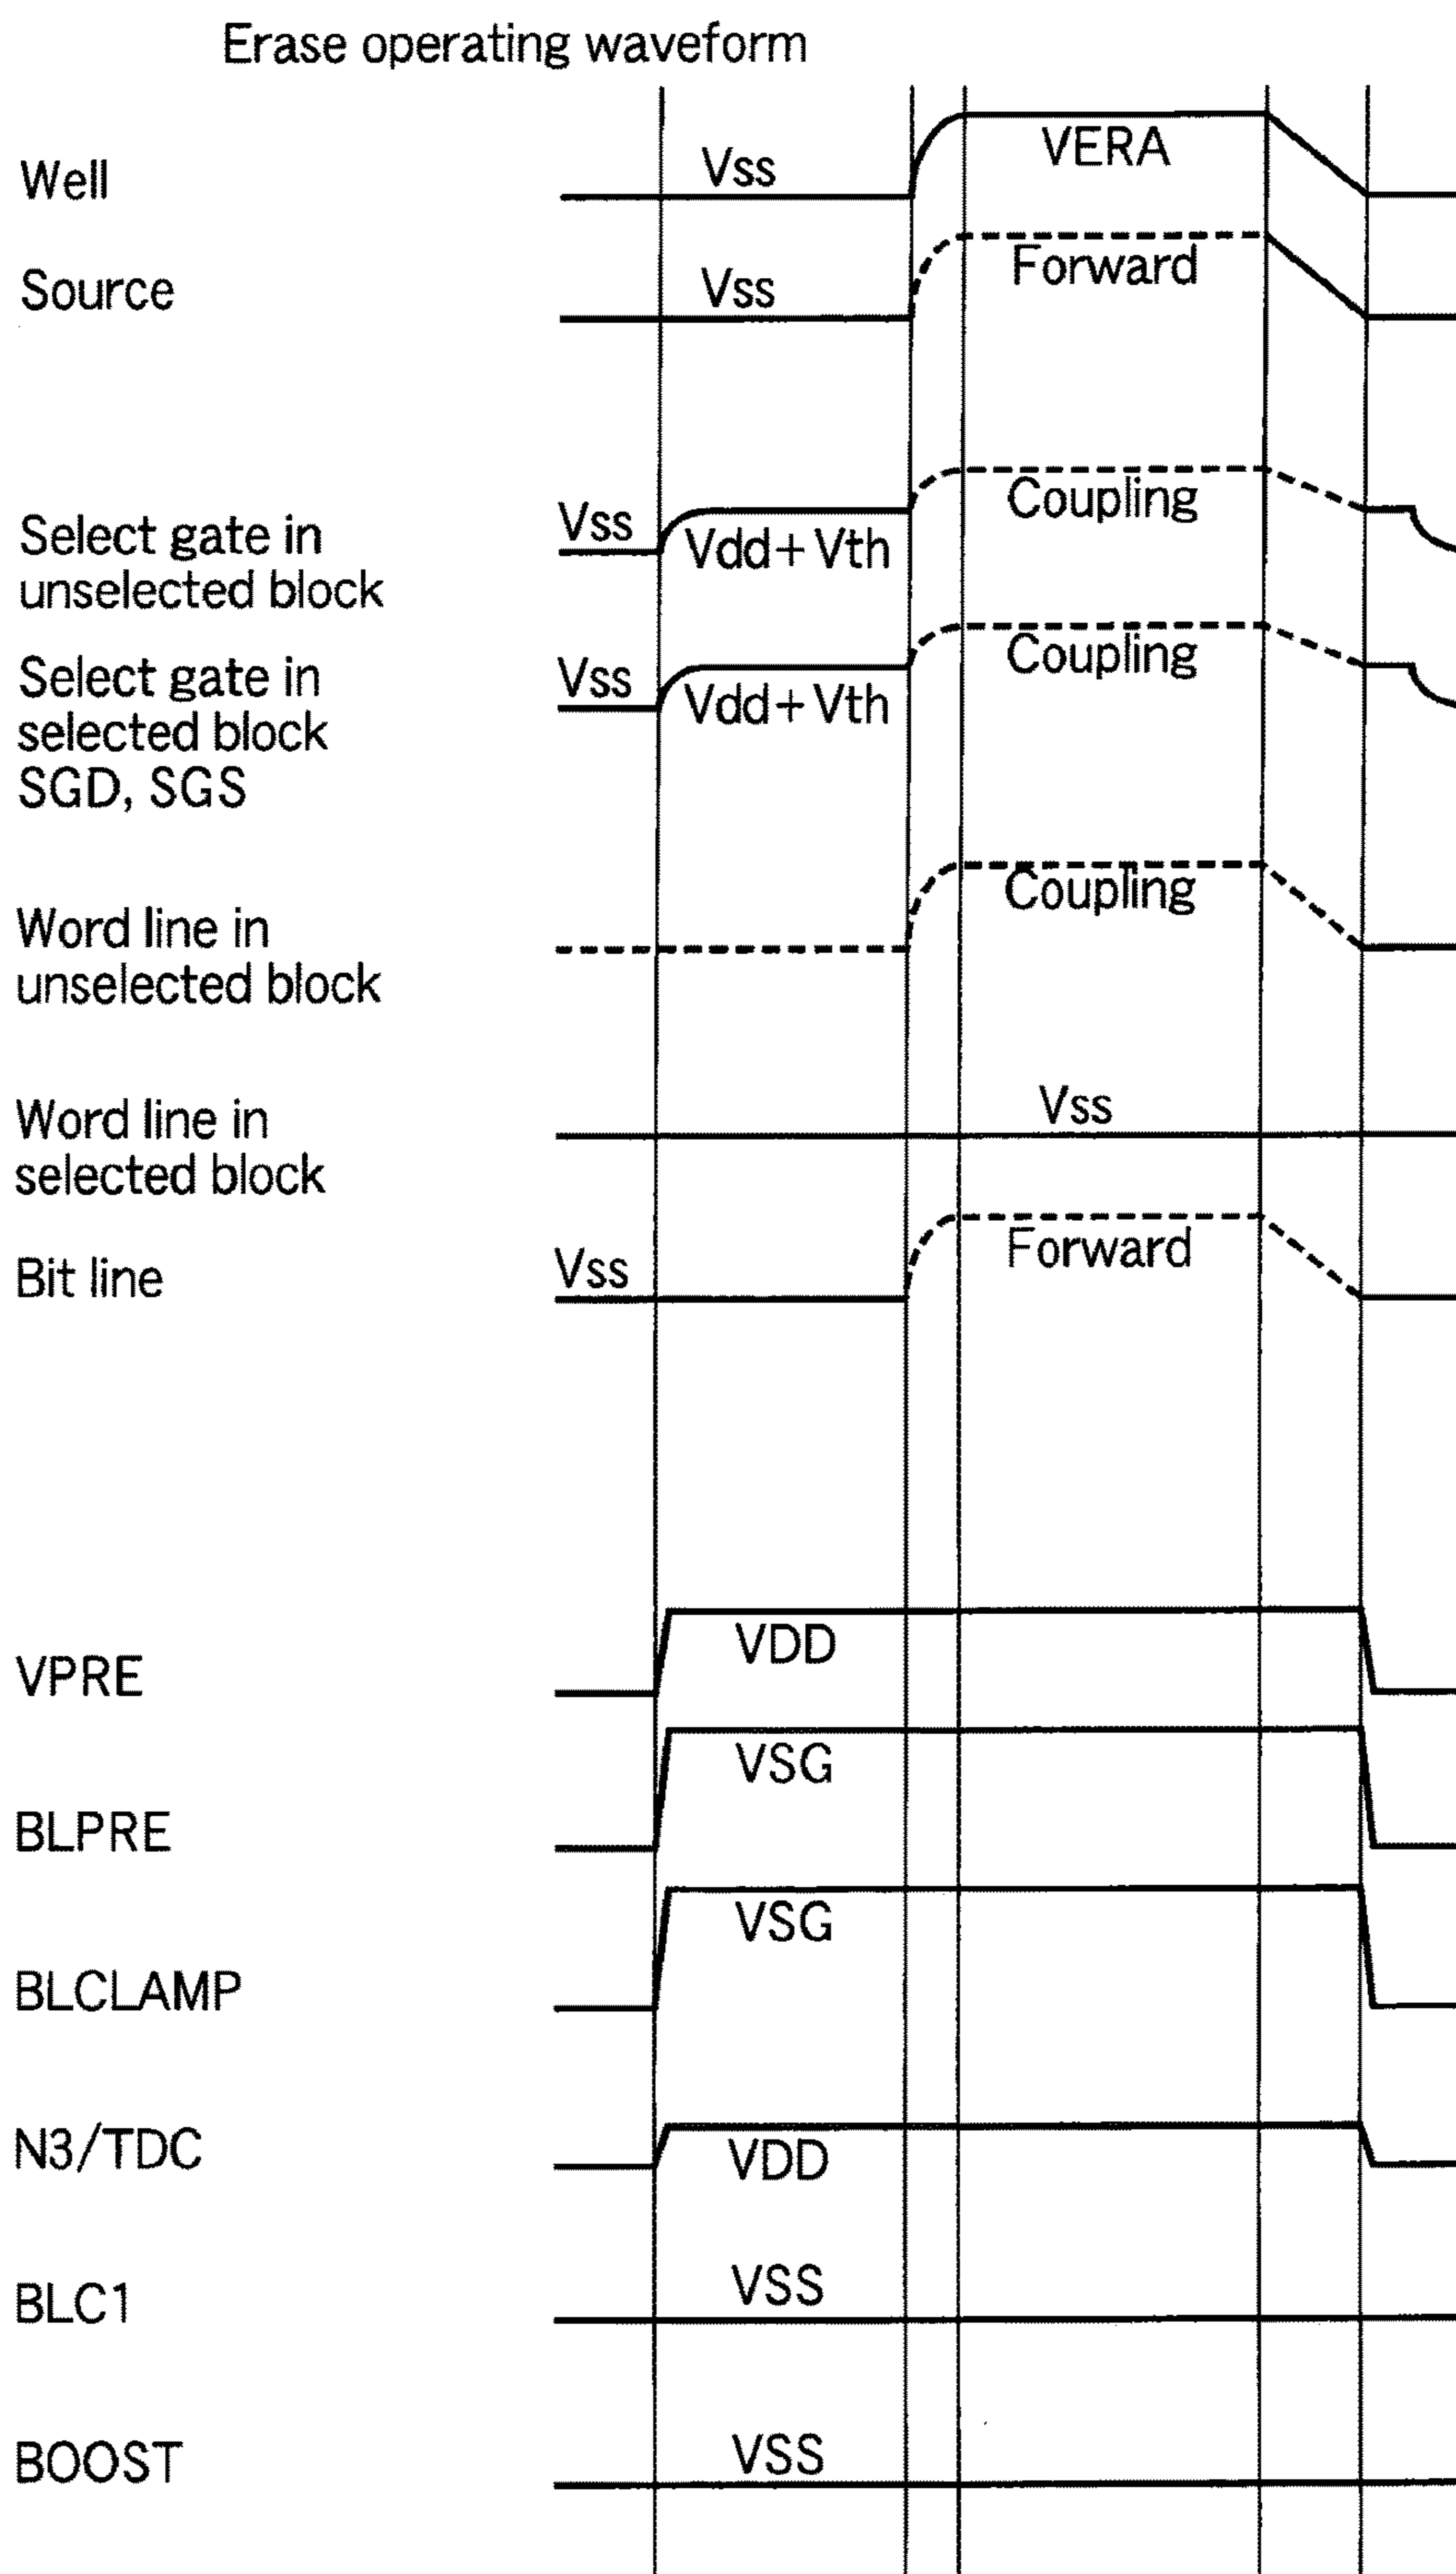 Erase operating waveform
Well
Vss
VERA
Source
Vss
Forward
Select gate in
unselected block
Vss
Vdd+Vth
Coupling
Select gate in
selected block
SGD, SGS
Vss
Vdd+Vth
Coupling
Word line in
unselected block
Coupling
Word line in
selected block
Vss
Bit line
Vss
Forward
VPRE
VDD
BLPRE
VSG
BLCLAMP
VSG
N3/TDC
VDD
BLC1
VSS
BOOST
VSS